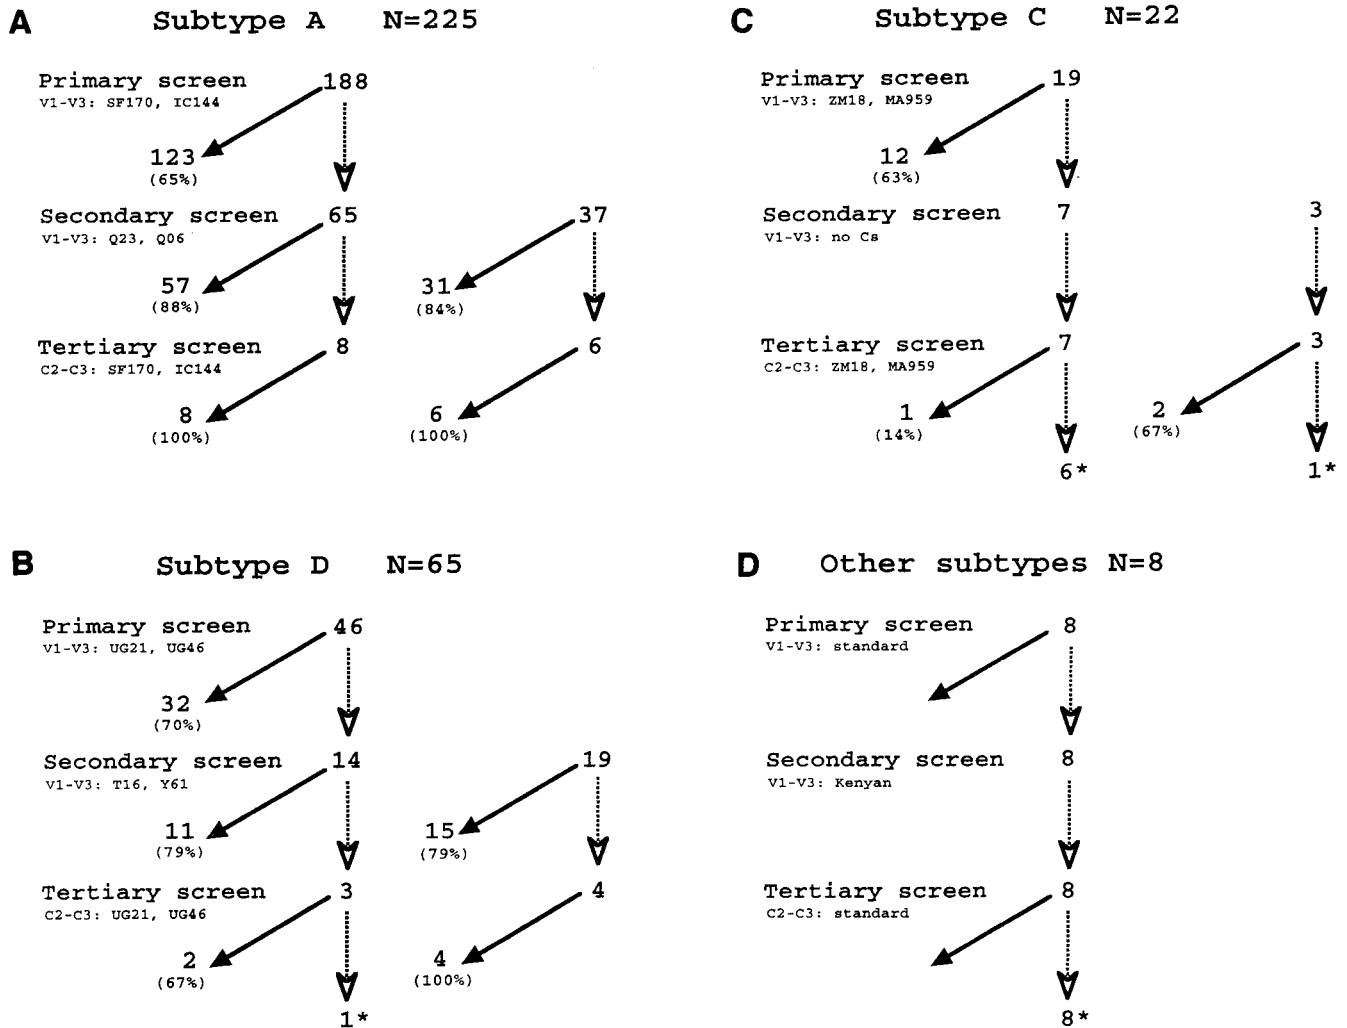 A Subtype A N=225
Primary screen 188
V1-V3: SF170, IC144
123
(65%)
Secondary screen 65 37
V1-V3: Q23, Q06
57 31
(88%) (84%)
Tertiary screen 8 6
C2-C3: SF170, IC144
8 6
(100%) (100%)
C Subtype C N=22
Primary screen 19
V1-V3: ZM18, MA959
12
(63%)
Secondary screen 7 3
V1-V3: no Cs
Tertiary screen 7 3
C2-C3: ZM18, MA959
1 2
(14%) (67%)
6* 1*
B Subtype D N=65
Primary screen 46
V1-V3: UG21, UG46
32
(70%)
Secondary screen 14 19
V1-V3: T16, Y61
11 15
(79%) (79%)
Tertiary screen 3 4
C2-C3: UG21, UG46
2 4
(67%) (100%)
1*
D Other subtypes N=8
Primary screen 8
V1-V3: standard
Secondary screen 8
V1-V3: Kenyan
Tertiary screen 8
C2-C3: standard
8*